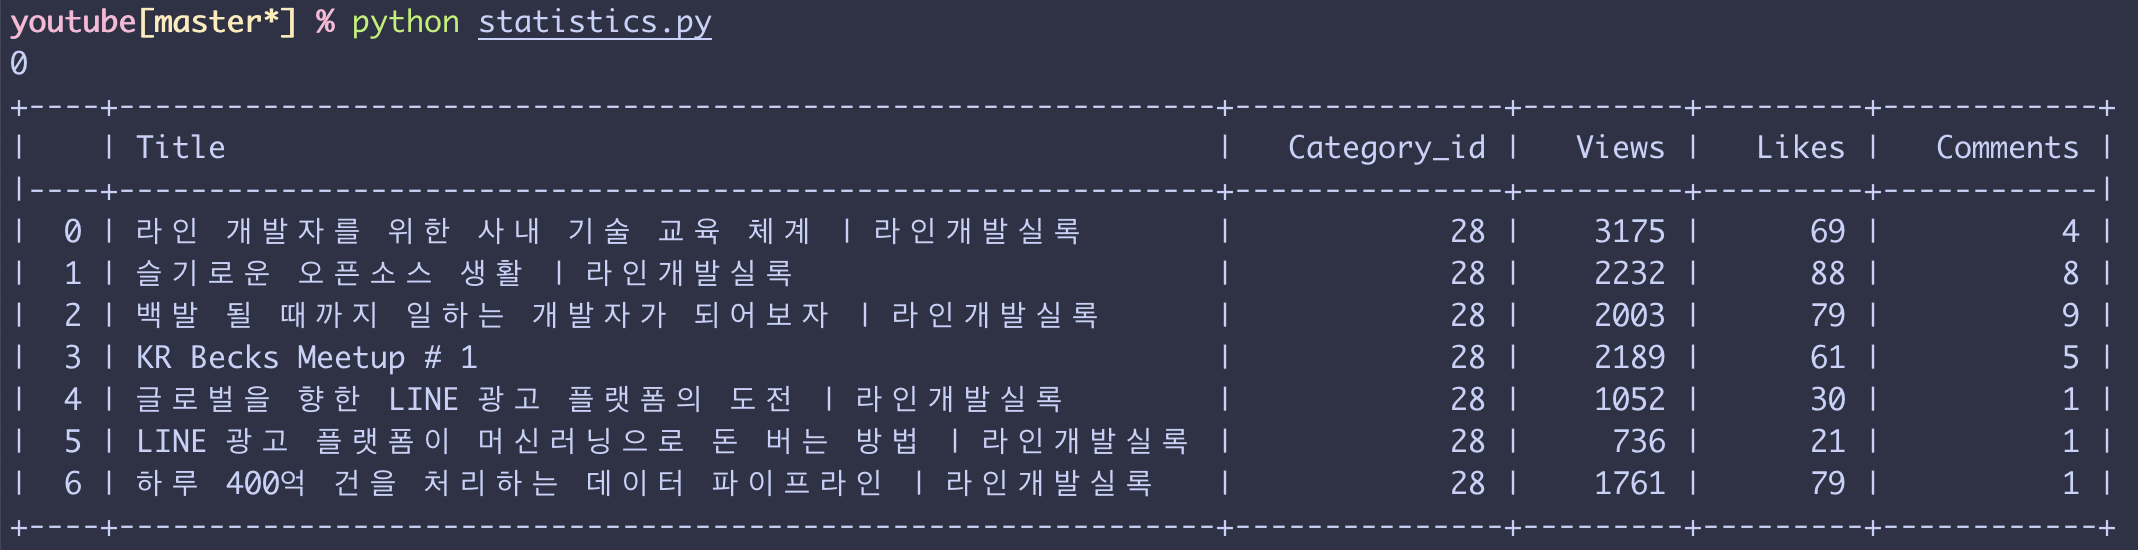 youtube[master*] % python statistics.py
0
+----+-------------------------------------------------------------+---------------+---------+---------+------------+
|    | Title                                                       |   Category_id |   Views |   Likes |   Comments |
|----+-------------------------------------------------------------+---------------+---------+---------+------------|
|  0 | 라인 개발자를 위한 사내 기술 교육 체계 | 라인개발실록        |            28 |    3175 |      69 |          4 |
|  1 | 슬기로운 오픈소스 생활 | 라인개발실록                        |            28 |    2232 |      88 |          8 |
|  2 | 백발 될 때까지 일하는 개발자가 되어보자 | 라인개발실록       |            28 |    2003 |      79 |          9 |
|  3 | KR Becks Meetup # 1                                         |            28 |    2189 |      61 |          5 |
|  4 | 글로벌을 향한 LINE 광고 플랫폼의 도전 | 라인개발실록         |            28 |    1052 |      30 |          1 |
|  5 | LINE 광고 플랫폼이 머신러닝으로 돈 버는 방법 | 라인개발실록  |            28 |     736 |      21 |          1 |
|  6 | 하루 400억 건을 처리하는 데이터 파이프라인 | 라인개발실록    |            28 |    1761 |      79 |          1 |
+----+-------------------------------------------------------------+---------------+---------+---------+------------+